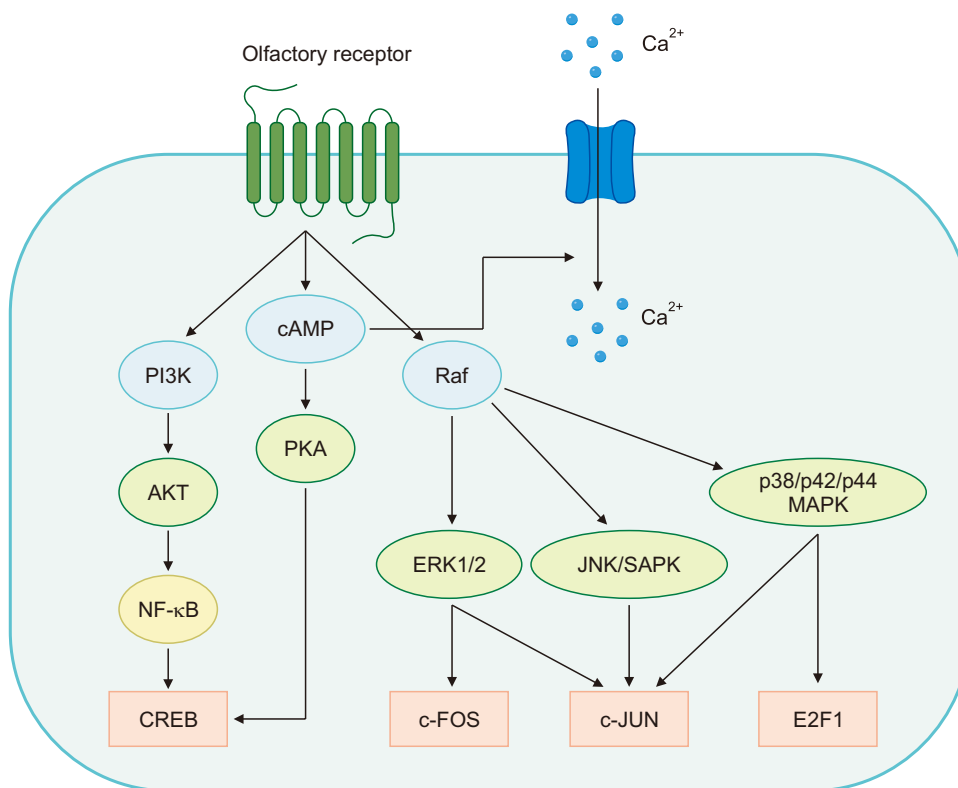 Olfactory receptor
Ca²⁺
Ca²⁺
cAMP
PI3K
Raf
PKA
AKT
p38/p42/p44
MAPK
ERK1/2
JNK/SAPK
NF-κB
CREB
c-FOS
c-JUN
E2F1